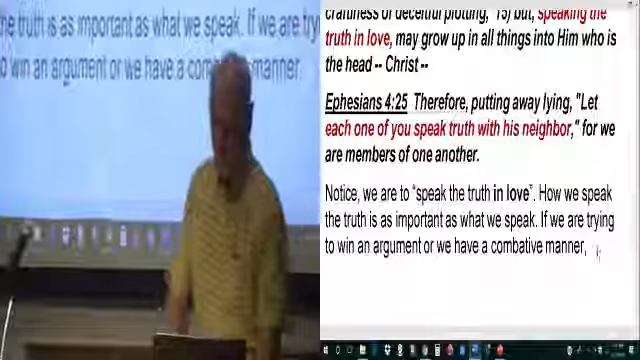 the truth is as important as what we speak. If we are tryi
to win an argument or we have a combative manner,
craftiness of deceitful plotting, 15) but, speaking the
truth in love, may grow up in all things into Him who is
the head -- Christ --
Ephesians 4:25 Therefore, putting away lying, "Let
each one of you speak truth with his neighbor," for we
are members of one another.
Notice, we are to "speak the truth in love". How we speak
the truth is as important as what we speak. If we are trying
to win an argument or we have a combative manner,